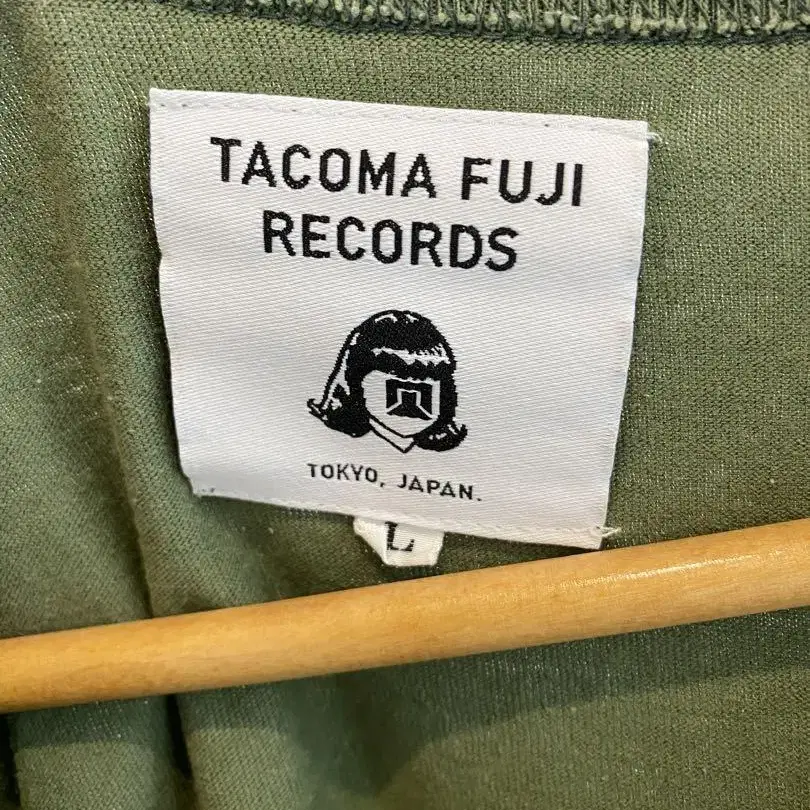 TACOMA FUJI
RECORDS
TOKYO, JAPAN.
L